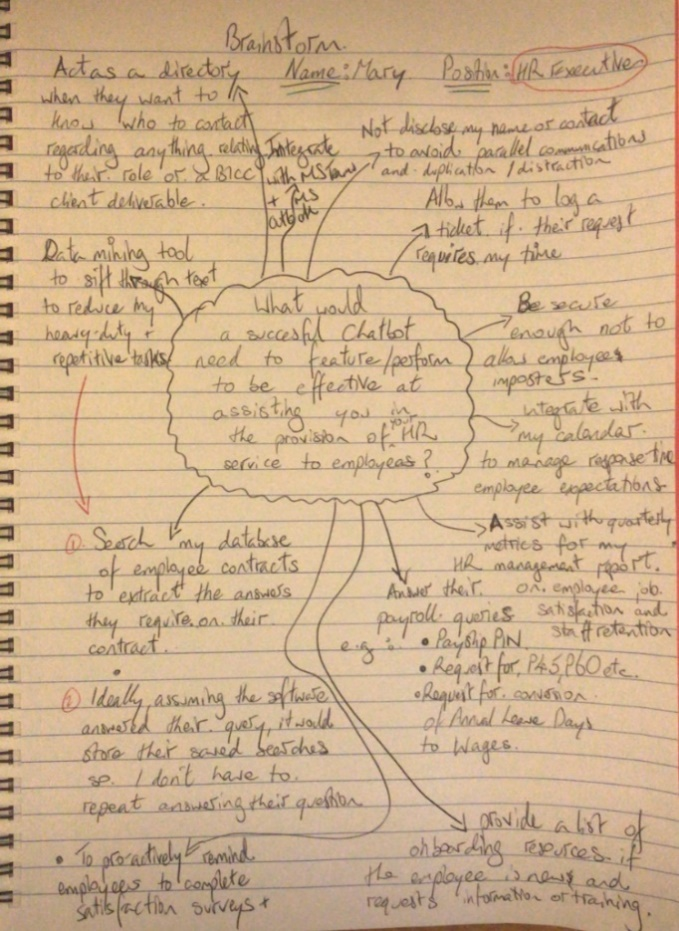 Brainstorm.
Name: Mary Position: HR Executive
Act as a directory
when they want to
know who to contact
regarding anything relating
to their role or a B1CC
client deliverable.
Integrate
with MS
+ MS
Not disclose my name or contact
to avoid parallel communications
and duplication / distraction
Allow them to log a
ticket if their request
requires my time
Data mining tool
to sift through text
to reduce my
heavy-duty +
repetitive tasks
What would
a succesful Chatbot
need to feature/perform
to be effective at
assisting you in
the provision of your HR
service to employees?
Be secure
enough not to
allow employees
imposters.
integrate with
my calendar
to manage response time
employee expectations
Assist with quarterly
metrics for my
HR management report.
on employee job
satisfaction and
staff retention
① Search my database
of employee contracts
to extract the answers
they require on their
contract.
② Ideally, assuming the software
answered their query, it would
store their saved searches
so I don't have to
repeat answering their question
Answer their
payroll queries
e.g:
• Payslip PIN
• Request for P45, P60 etc.
• Request for
of Annual Leave Days
to Wages.
• To pro-actively remind
employees to complete
satisfaction surveys +
provide a list of
onboarding resources if
the employee is new and
requests information or training.